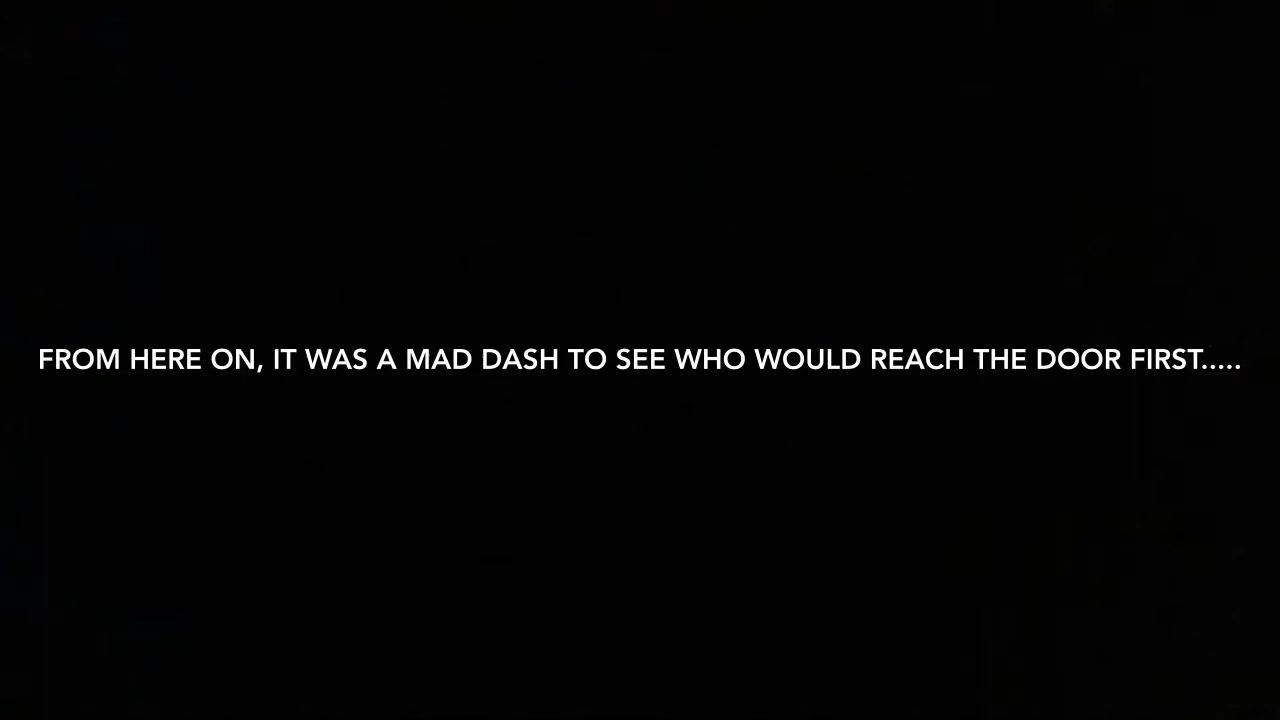 FROM HERE ON, IT WAS A MAD DASH TO SEE WHO WOULD REACH THE DOOR FIRST.....